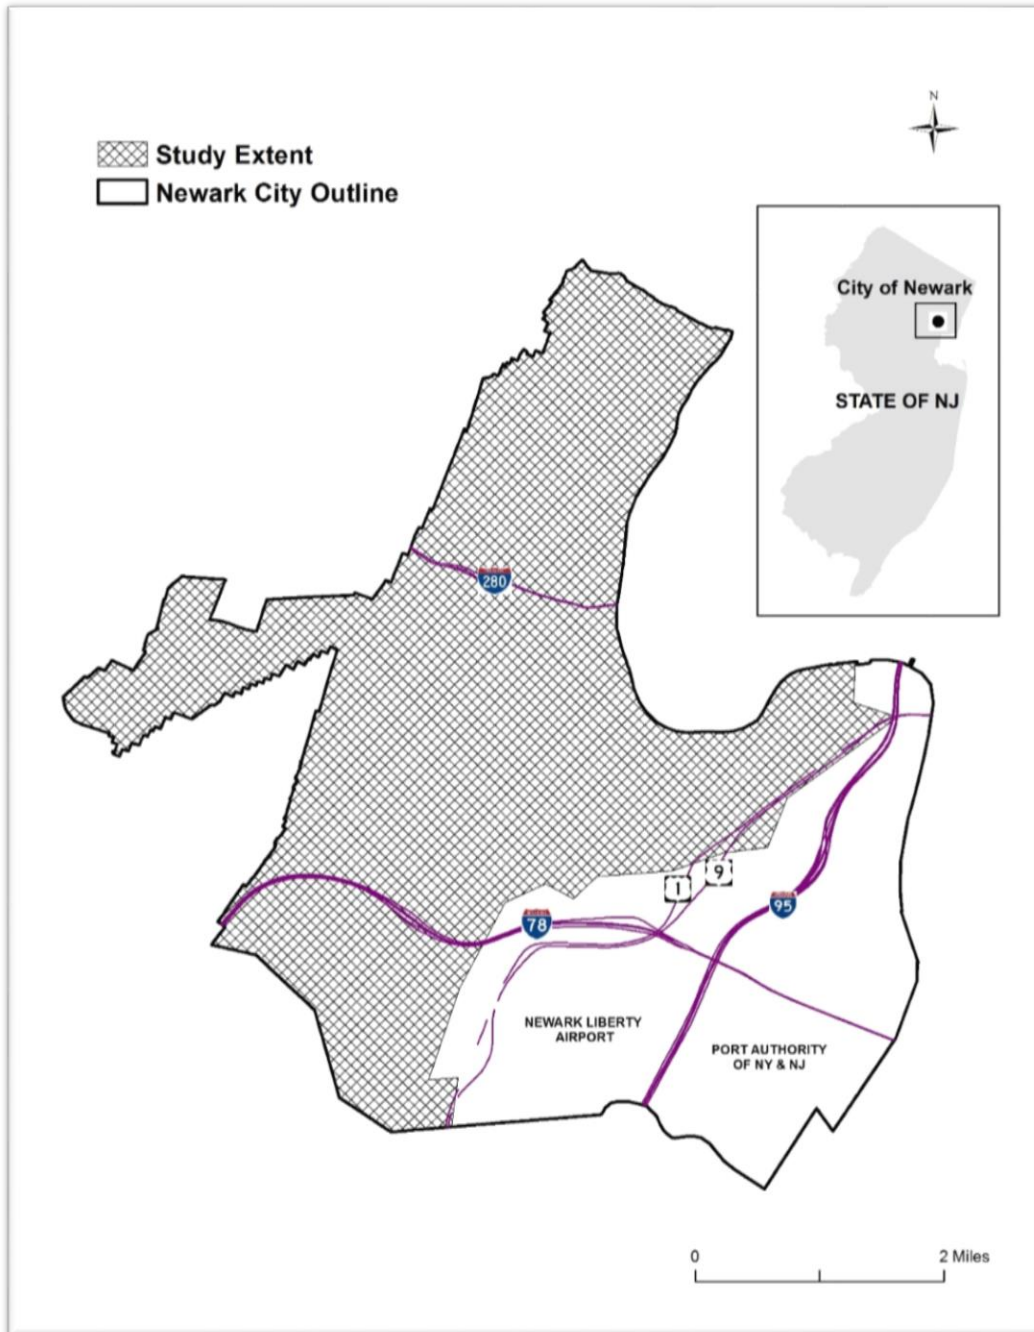 N
Study Extent
Newark City Outline
City of Newark
STATE OF NJ
280
1
9
95
78
NEWARK LIBERTY
AIRPORT
PORT AUTHORITY
OF NY & NJ
0 2 Miles